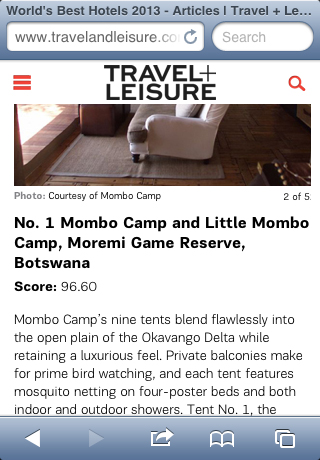 World's Best Hotels 2013 - Articles | Travel + Le...
www.travelandleisure.co
Search
TRAVEL+
LEISURE
Photo: Courtesy of Mombo Camp
2 of 5
No. 1 Mombo Camp and Little Mombo
Camp, Moremi Game Reserve,
Botswana
Score: 96.60
Mombo Camp's nine tents blend flawlessly into
the open plain of the Okavango Delta while
retaining a luxurious feel. Private balconies make
for prime bird watching, and each tent features
mosquito netting on four-poster beds and both
indoor and outdoor showers. Tent No. 1, the